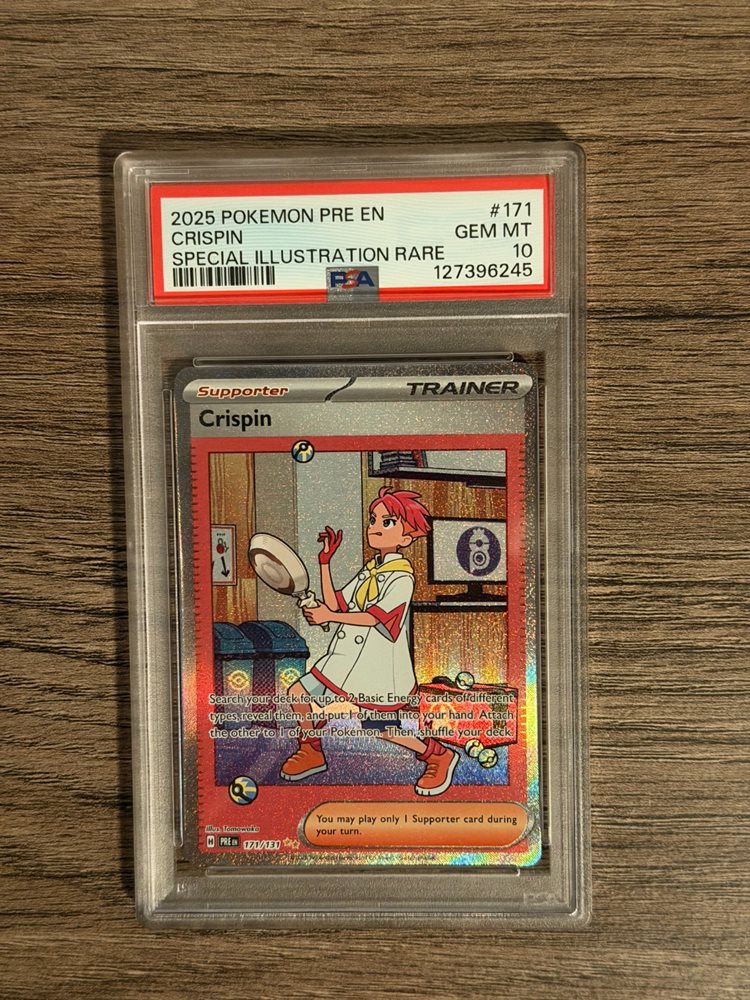 2025 POKEMON PRE EN #171
CRISPIN GEM MT
SPECIAL ILLUSTRATION RARE 10
PSA 127396245
Supporter TRAINER
Crispin
Search your deck for up to 2 Basic Energy cards of different
types, reveal them, and put 1 of them into your hand. Attach
the other to 1 of your Pokémon. Then, shuffle your deck.
You may play only 1 Supporter card during
your turn.
Illus. Tomowaka
H PRE EN 171/131
PSA